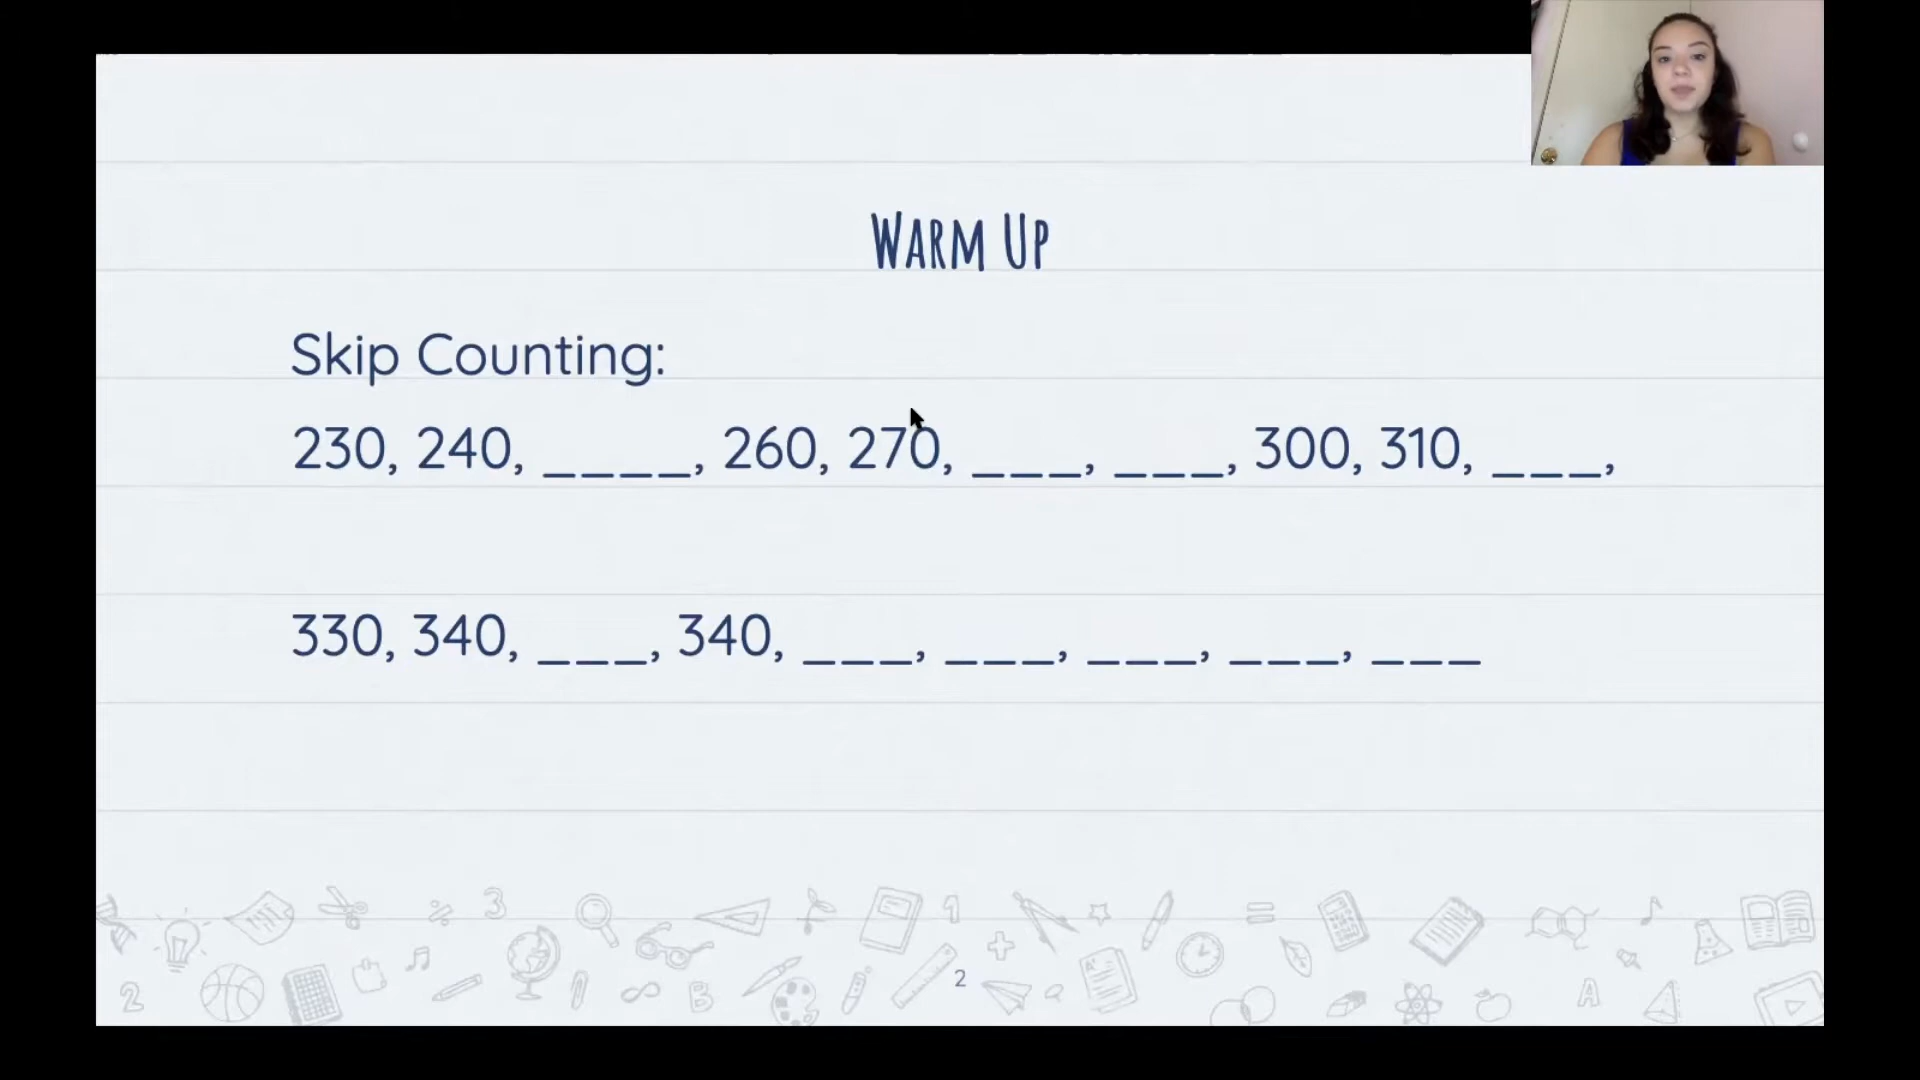 Warm Up
Skip Counting:
230, 240, ____, 260, 270, ___, ___, 300, 310, ___,
330, 340, ___, 340, ___, ___, ___, ___, ___
2